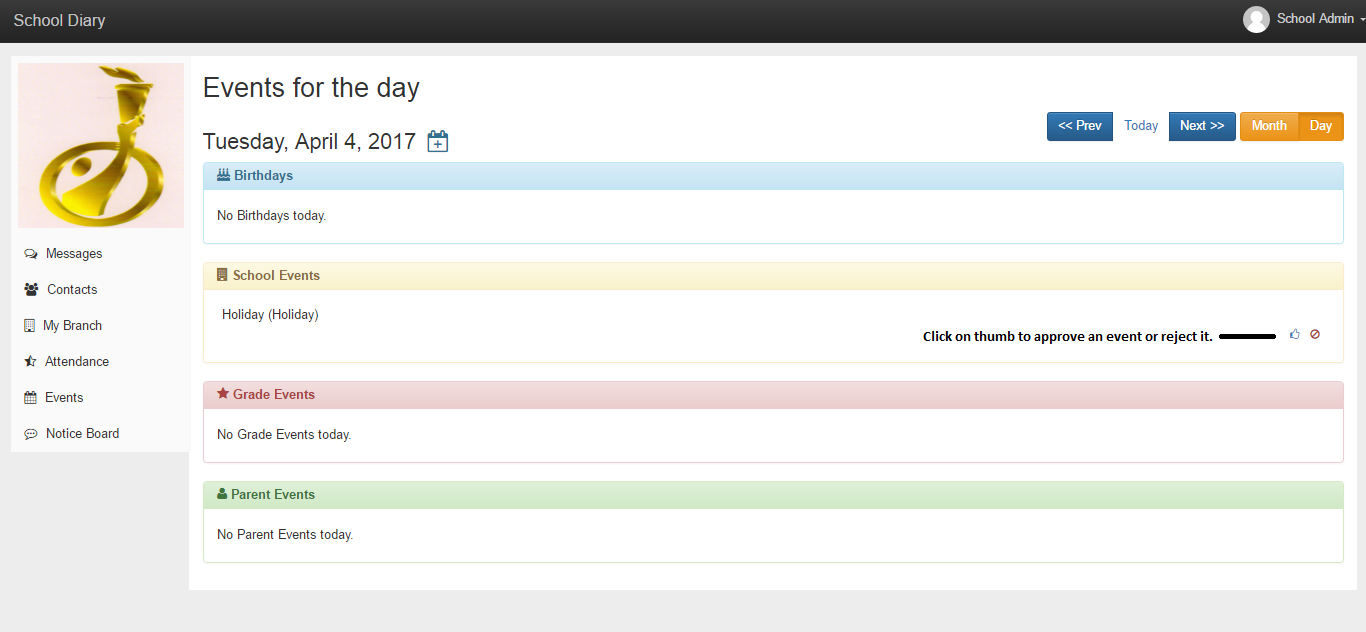 School Diary
School Admin
Events for the day
Tuesday, April 4, 2017
<< Prev
Today
Next >>
Month
Day
Messages
Contacts
My Branch
Attendance
Events
Notice Board
Birthdays
No Birthdays today.
School Events
Holiday (Holiday)
Click on thumb to approve an event or reject it.
Grade Events
No Grade Events today.
Parent Events
No Parent Events today.